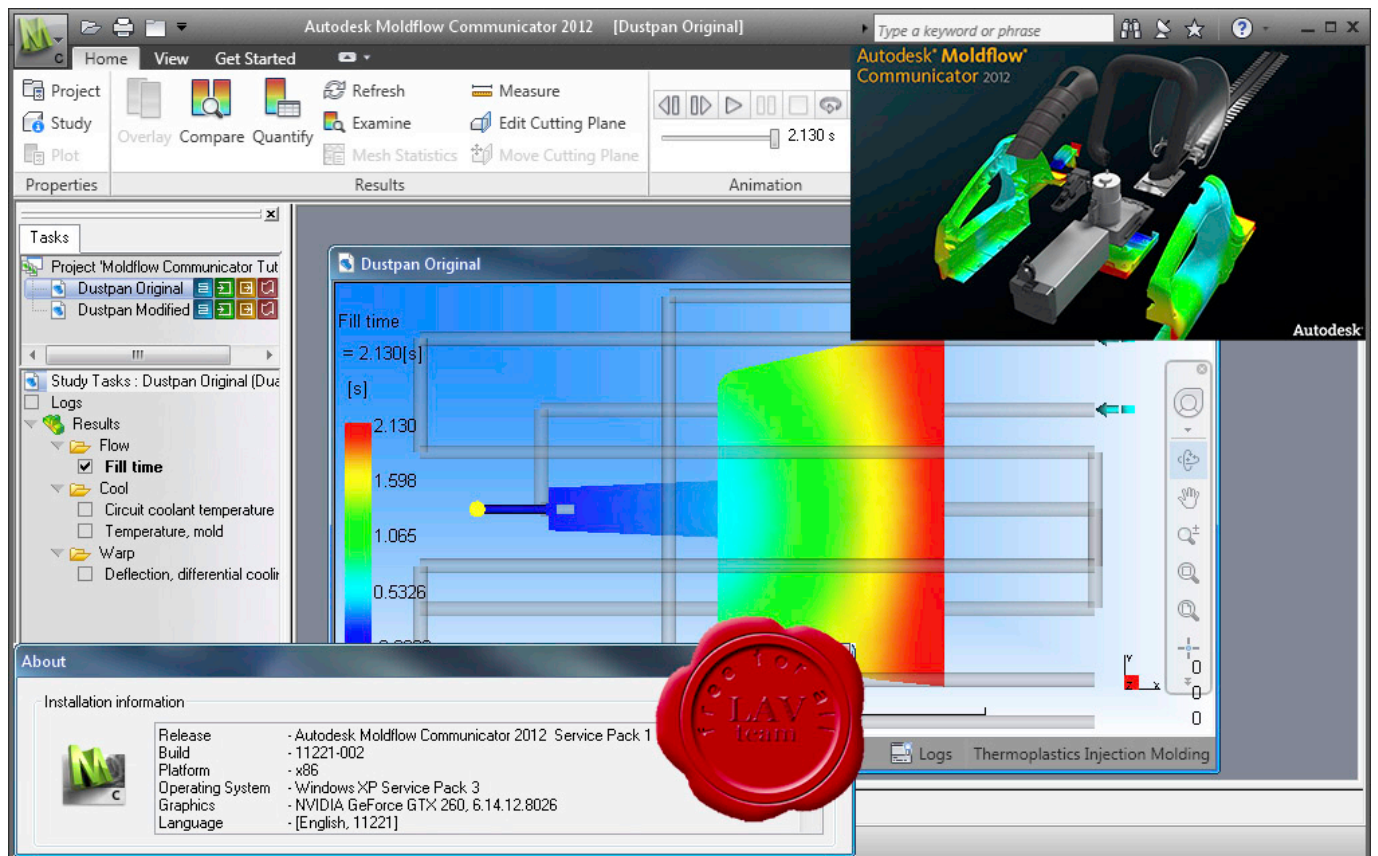 Autodesk Moldflow Communicator 2012 [Dustpan Original]
Type a keyword or phrase
C
Home View Get Started
Project
Study
Plot
Properties
Overlay
Compare
Quantify
Refresh
Examine
Mesh Statistics
Measure
Edit Cutting Plane
Move Cutting Plane
Results
2.130 s
Animation
Autodesk® Moldflow®
Communicator 2012
Autodesk
Tasks
Project 'Moldflow Communicator Tut
Dustpan Original
Dustpan Modified
Study Tasks : Dustpan Original (Dua
Logs
Results
Flow
Fill time
Cool
Circuit coolant temperature
Temperature, mold
Warp
Deflection, differential coolin
Dustpan Original
Fill time
= 2.130[s]
[s]
2.130
1.598
1.065
0.5326
Y
Z X
0
0
0
Logs Thermoplastics Injection Molding
About
Installation information
C
Release - Autodesk Moldflow Communicator 2012 Service Pack 1
Build - 11221-002
Platform - x86
Operating System - Windows XP Service Pack 3
Graphics - NVIDIA GeForce GTX 260, 6.14.12.8026
Language - [English, 11221]
free for all
LAV
team